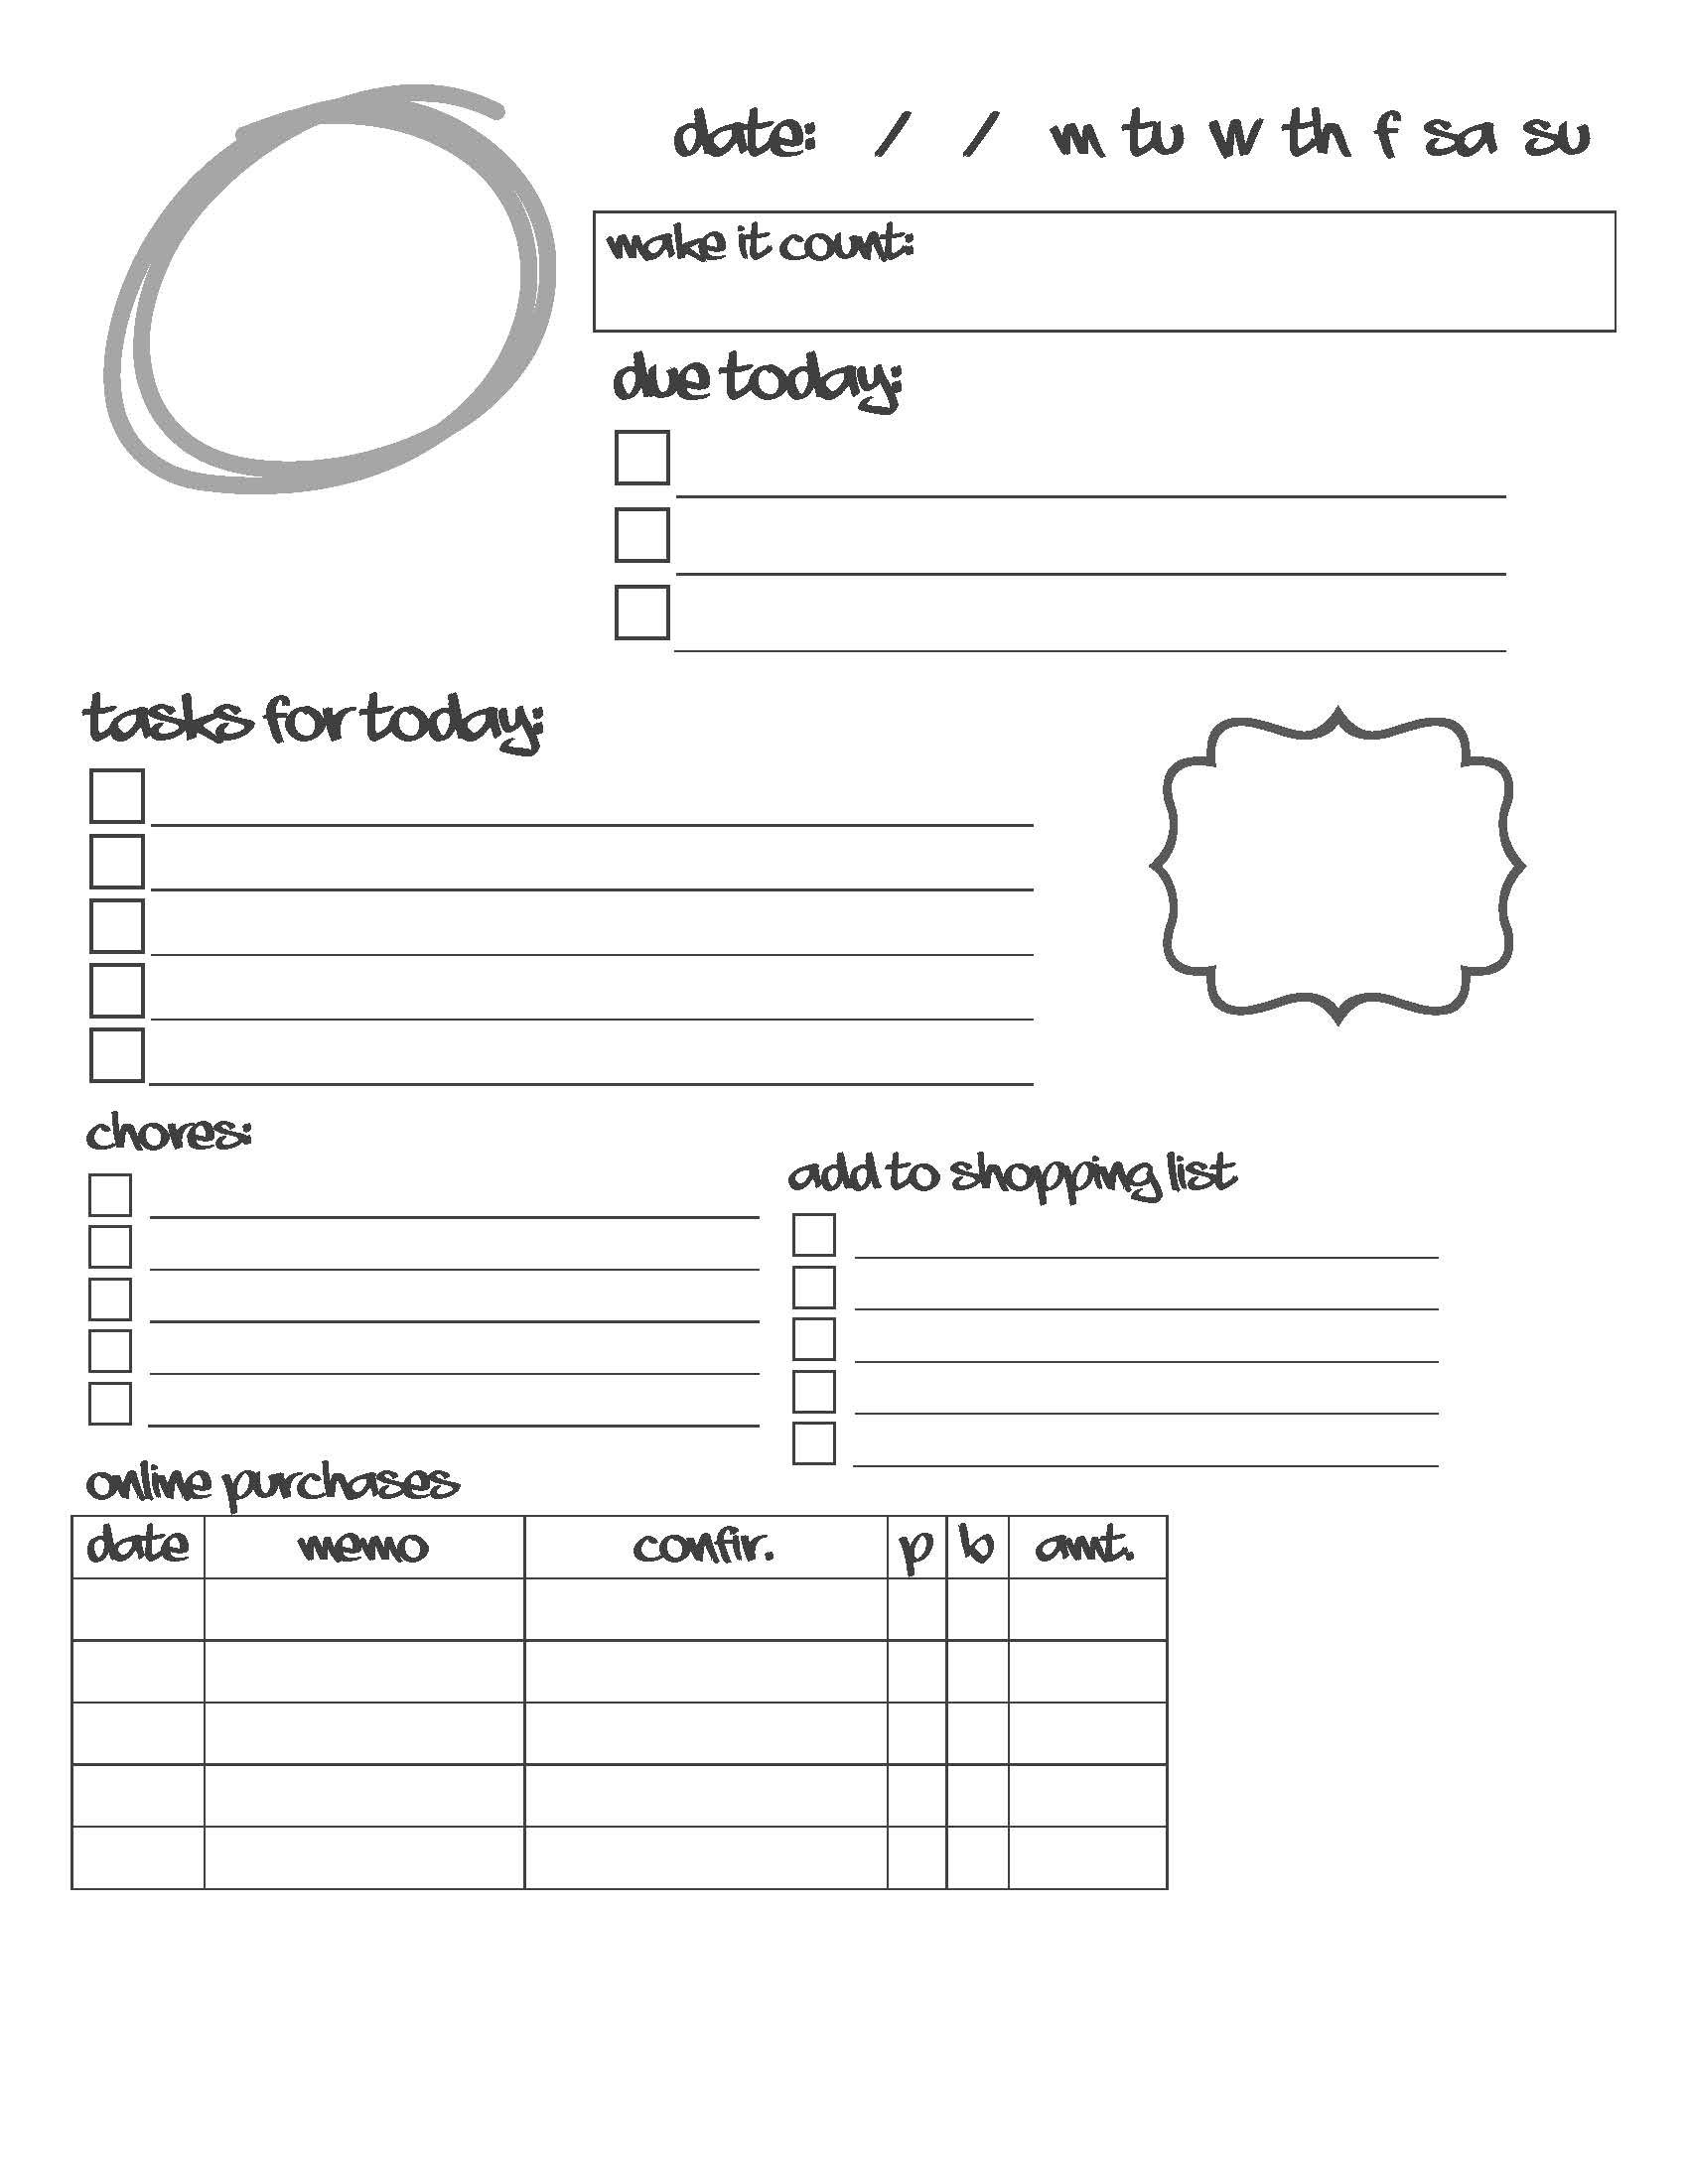 date: / / m tu w th f sa su
make it count:
due today:
tasks for today:
chores:
add to shopping list
online purchases
date memo confir. p b amt.